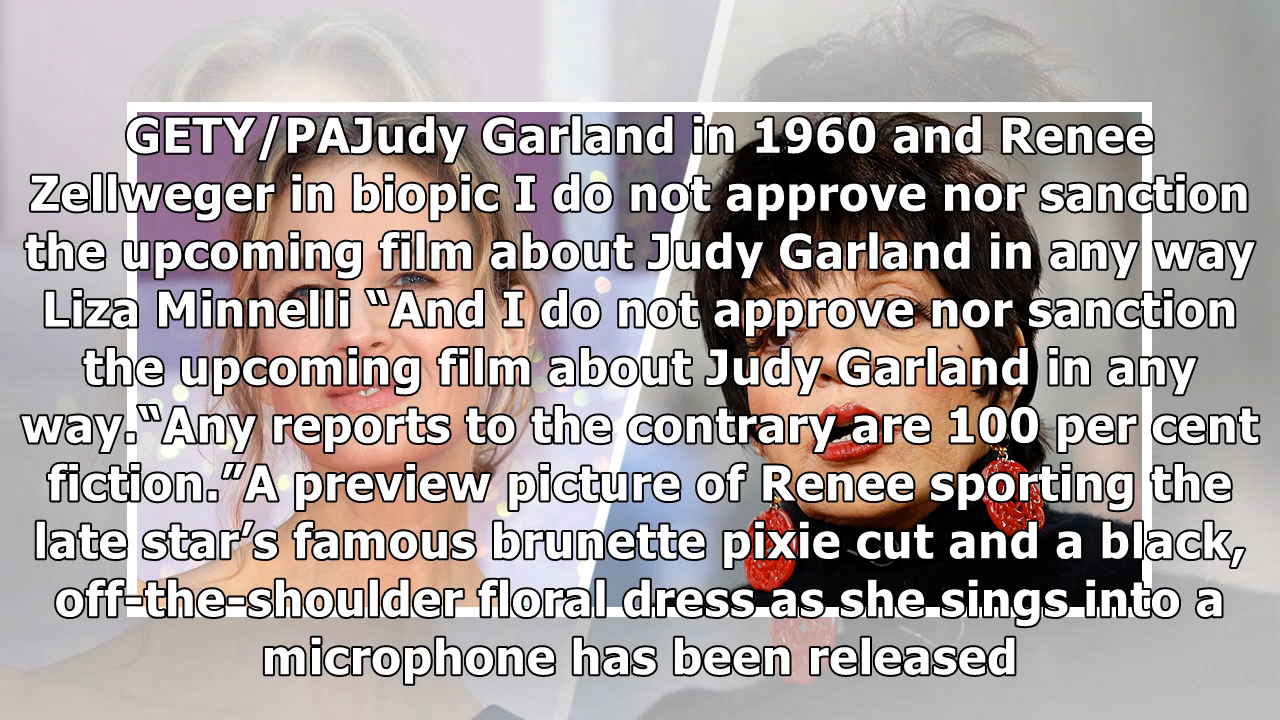 GETY/PAJudy Garland in 1960 and Renee
Zellweger in biopic I do not approve nor sanction
the upcoming film about Judy Garland in any way
Liza Minnelli “And I do not approve nor sanction
the upcoming film about Judy Garland in any
way.“Any reports to the contrary are 100 per cent
fiction.”A preview picture of Renee sporting the
late star’s famous brunette pixie cut and a black,
off-the-shoulder floral dress as she sings into a
microphone has been released